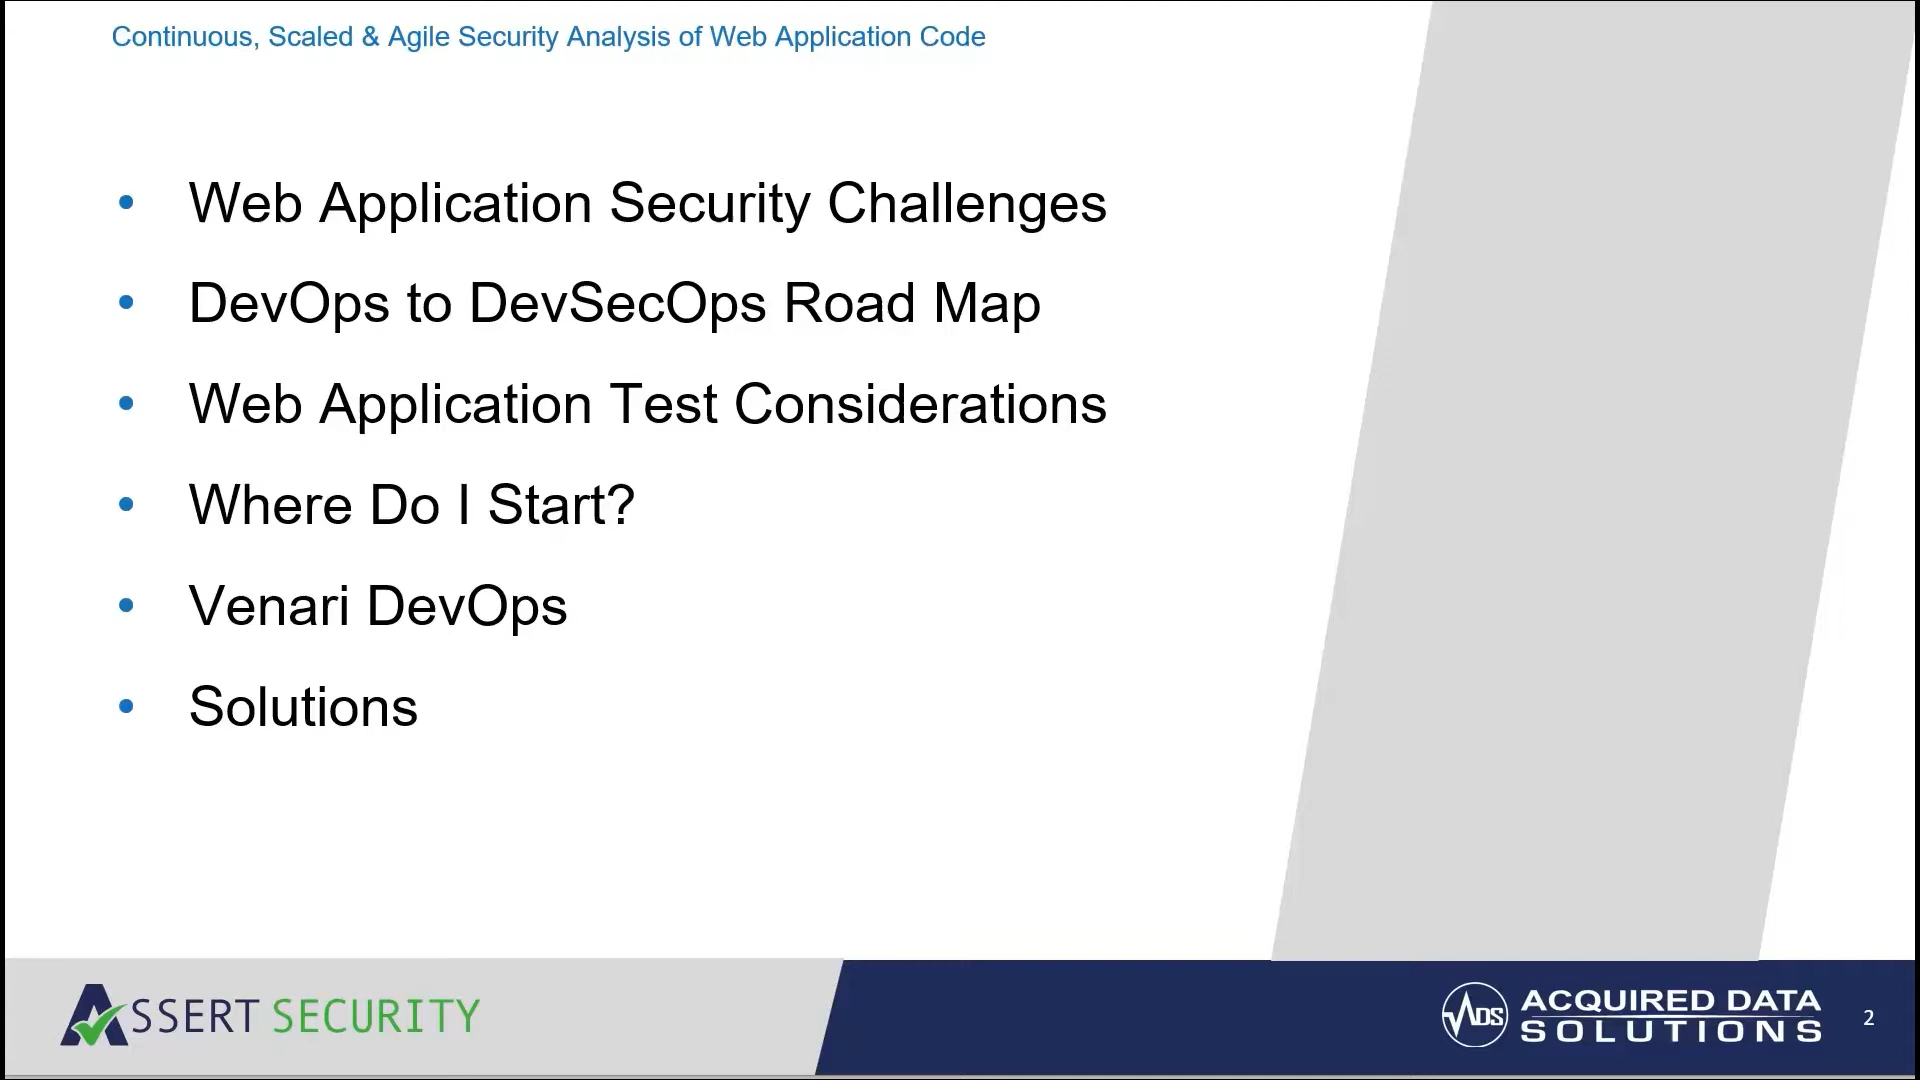 Continuous, Scaled & Agile Security Analysis of Web Application Code
• Web Application Security Challenges
• DevOps to DevSecOps Road Map
• Web Application Test Considerations
• Where Do I Start?
• Venari DevOps
• Solutions
ASSERT SECURITY
ADS
ACQUIRED DATA
SOLUTIONS
2